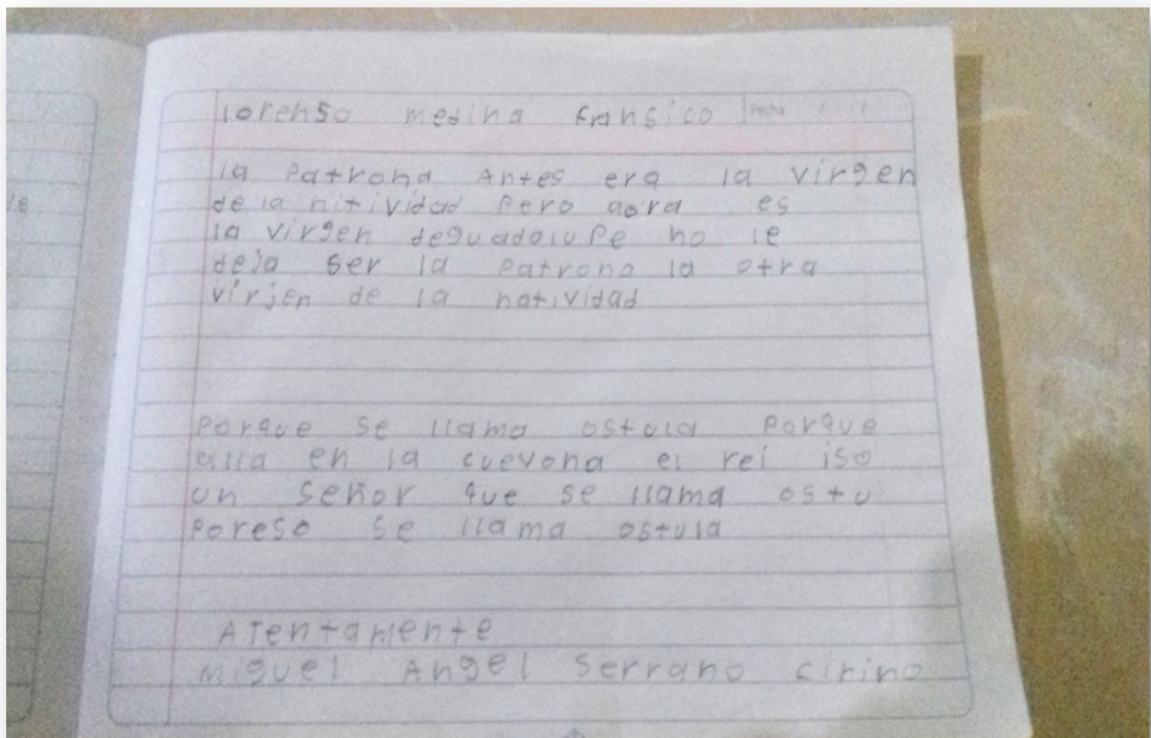 lorenso medina fransico Fecha / /
la Patrona Antes era la virgen
de la nitividad Pero aora es
la virgen deguadalupe no le
deja ser la Patrona la otra
virjen de la natividad
Porque se llama ostula Porque
alla en la cuevona el rei iso
un señor que se llama ostu
Poreso se llama ostula
Atentamente
Miguel Angel Serrano cirino